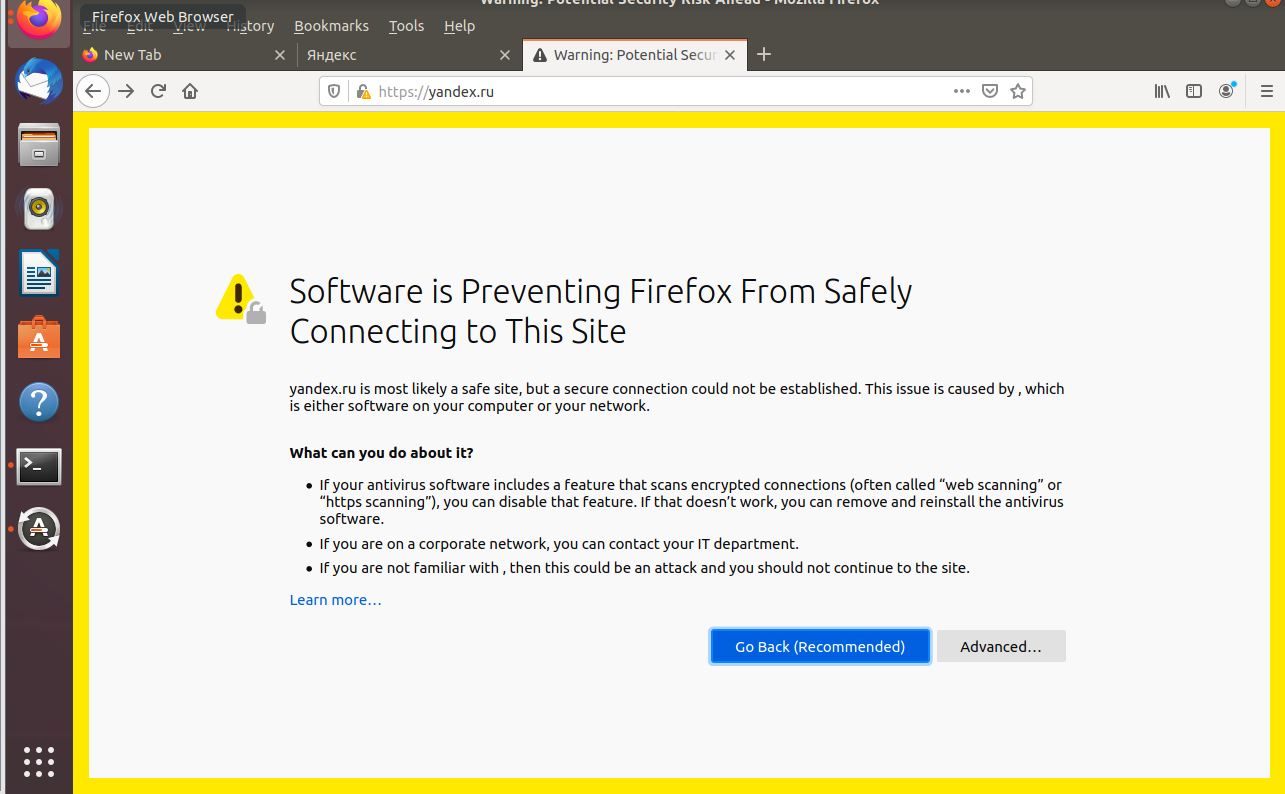 Warning: Potential Security Risk Ahead - Mozilla Firefox
Firefox Web Browser
File Edit View History Bookmarks Tools Help
New Tab
Яндекс
Warning: Potential Secur
https://yandex.ru
Software is Preventing Firefox From Safely
Connecting to This Site
yandex.ru is most likely a safe site, but a secure connection could not be established. This issue is caused by , which
is either software on your computer or your network.
What can you do about it?
• If your antivirus software includes a feature that scans encrypted connections (often called “web scanning” or
“https scanning”), you can disable that feature. If that doesn’t work, you can remove and reinstall the antivirus
software.
• If you are on a corporate network, you can contact your IT department.
• If you are not familiar with , then this could be an attack and you should not continue to the site.
Learn more…
Go Back (Recommended)
Advanced…